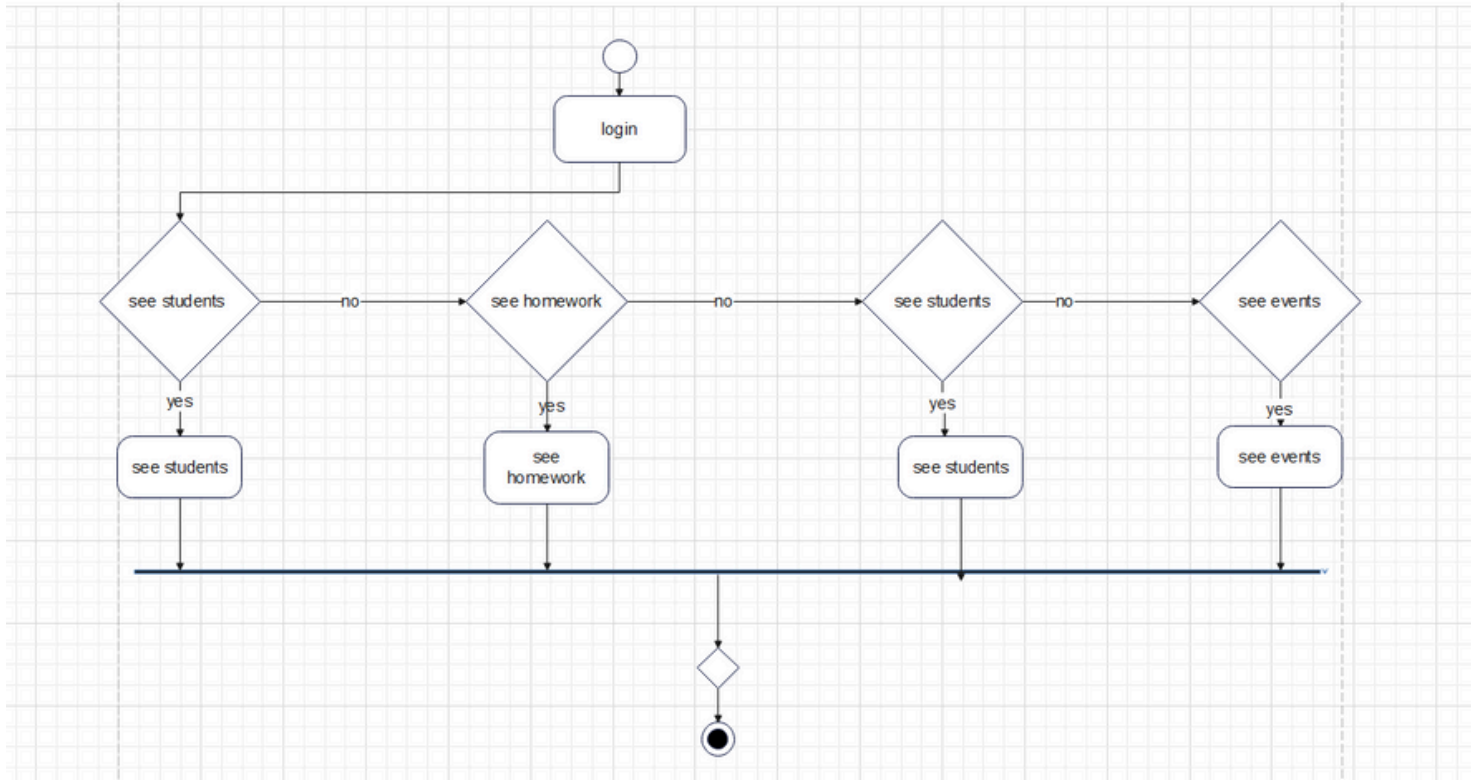 login
see students
no
see homework
no
see students
no
see events
yes
yes
yes
yes
see students
see
homework
see students
see events